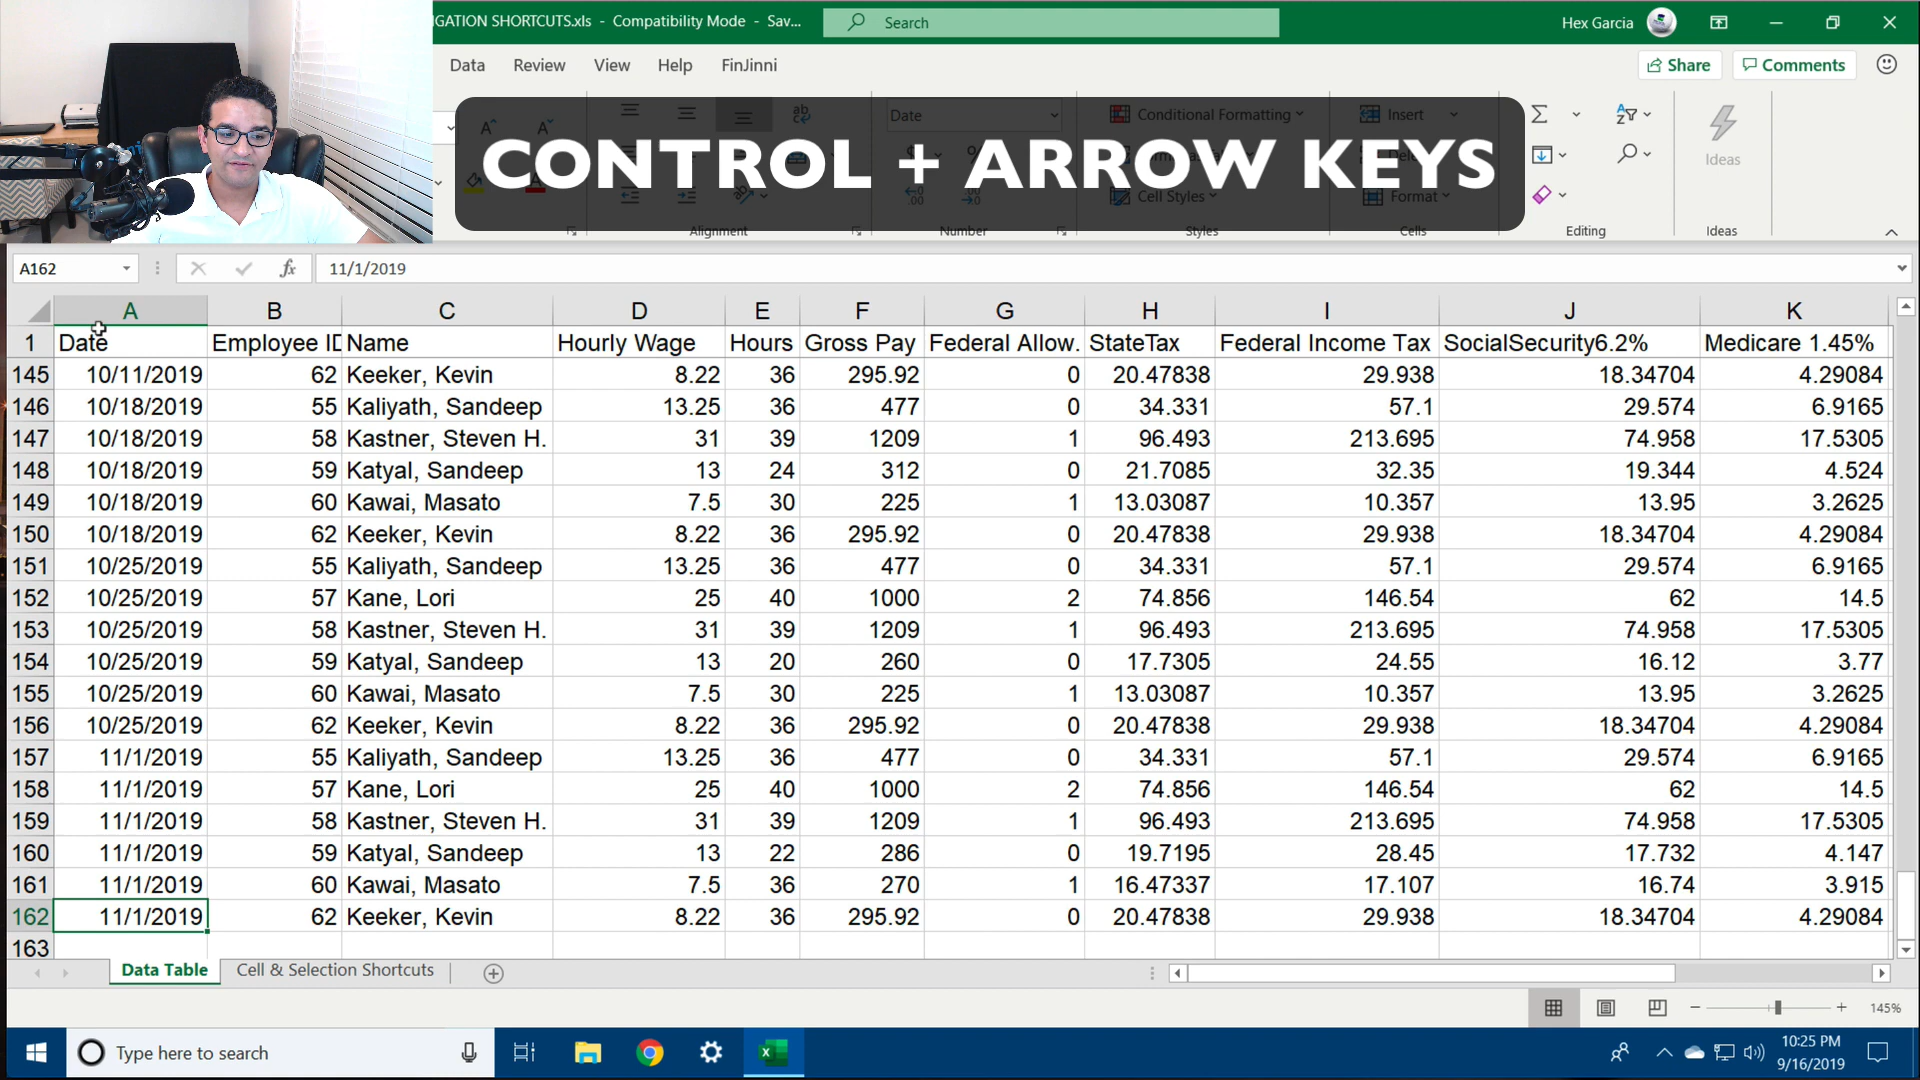 IGATION SHORTCUTS.xls - Compatibility Mode - Sav...
Search
Hex Garcia
Data Review View Help FinJinni
Share Comments
CONTROL + ARROW KEYS
Date
Conditional Formatting
Insert
Cell Styles
Format
Ideas
Alignment Number Styles Cells Editing Ideas
A162 fx 11/1/2019
A B C D E F G H I J K
1 Date Employee ID Name Hourly Wage Hours Gross Pay Federal Allow. StateTax Federal Income Tax SocialSecurity6.2% Medicare 1.45%
145 10/11/2019 62 Keeker, Kevin 8.22 36 295.92 0 20.47838 29.938 18.34704 4.29084
146 10/18/2019 55 Kaliyath, Sandeep 13.25 36 477 0 34.331 57.1 29.574 6.9165
147 10/18/2019 58 Kastner, Steven H. 31 39 1209 1 96.493 213.695 74.958 17.5305
148 10/18/2019 59 Katyal, Sandeep 13 24 312 0 21.7085 32.35 19.344 4.524
149 10/18/2019 60 Kawai, Masato 7.5 30 225 1 13.03087 10.357 13.95 3.2625
150 10/18/2019 62 Keeker, Kevin 8.22 36 295.92 0 20.47838 29.938 18.34704 4.29084
151 10/25/2019 55 Kaliyath, Sandeep 13.25 36 477 0 34.331 57.1 29.574 6.9165
152 10/25/2019 57 Kane, Lori 25 40 1000 2 74.856 146.54 62 14.5
153 10/25/2019 58 Kastner, Steven H. 31 39 1209 1 96.493 213.695 74.958 17.5305
154 10/25/2019 59 Katyal, Sandeep 13 20 260 0 17.7305 24.55 16.12 3.77
155 10/25/2019 60 Kawai, Masato 7.5 30 225 1 13.03087 10.357 13.95 3.2625
156 10/25/2019 62 Keeker, Kevin 8.22 36 295.92 0 20.47838 29.938 18.34704 4.29084
157 11/1/2019 55 Kaliyath, Sandeep 13.25 36 477 0 34.331 57.1 29.574 6.9165
158 11/1/2019 57 Kane, Lori 25 40 1000 2 74.856 146.54 62 14.5
159 11/1/2019 58 Kastner, Steven H. 31 39 1209 1 96.493 213.695 74.958 17.5305
160 11/1/2019 59 Katyal, Sandeep 13 22 286 0 19.7195 28.45 17.732 4.147
161 11/1/2019 60 Kawai, Masato 7.5 36 270 1 16.47337 17.107 16.74 3.915
162 11/1/2019 62 Keeker, Kevin 8.22 36 295.92 0 20.47838 29.938 18.34704 4.29084
163
Data Table Cell & Selection Shortcuts
145%
Type here to search
10:25 PM
9/16/2019